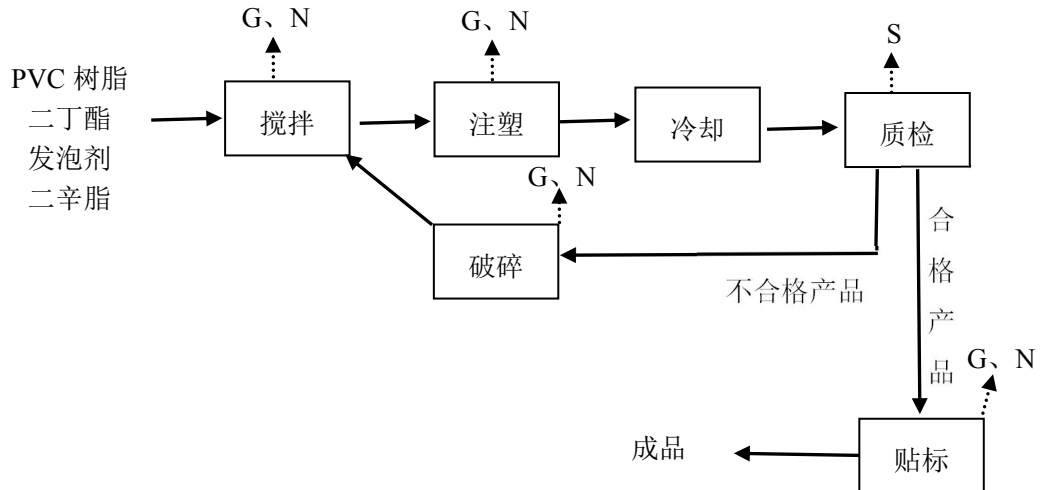 G、N
G、N
S
PVC 树脂
二丁酯
发泡剂
二辛脂
搅拌
注塑
冷却
质检
G、N
破碎
不合格产品
合格产品
G、N
成品
贴标